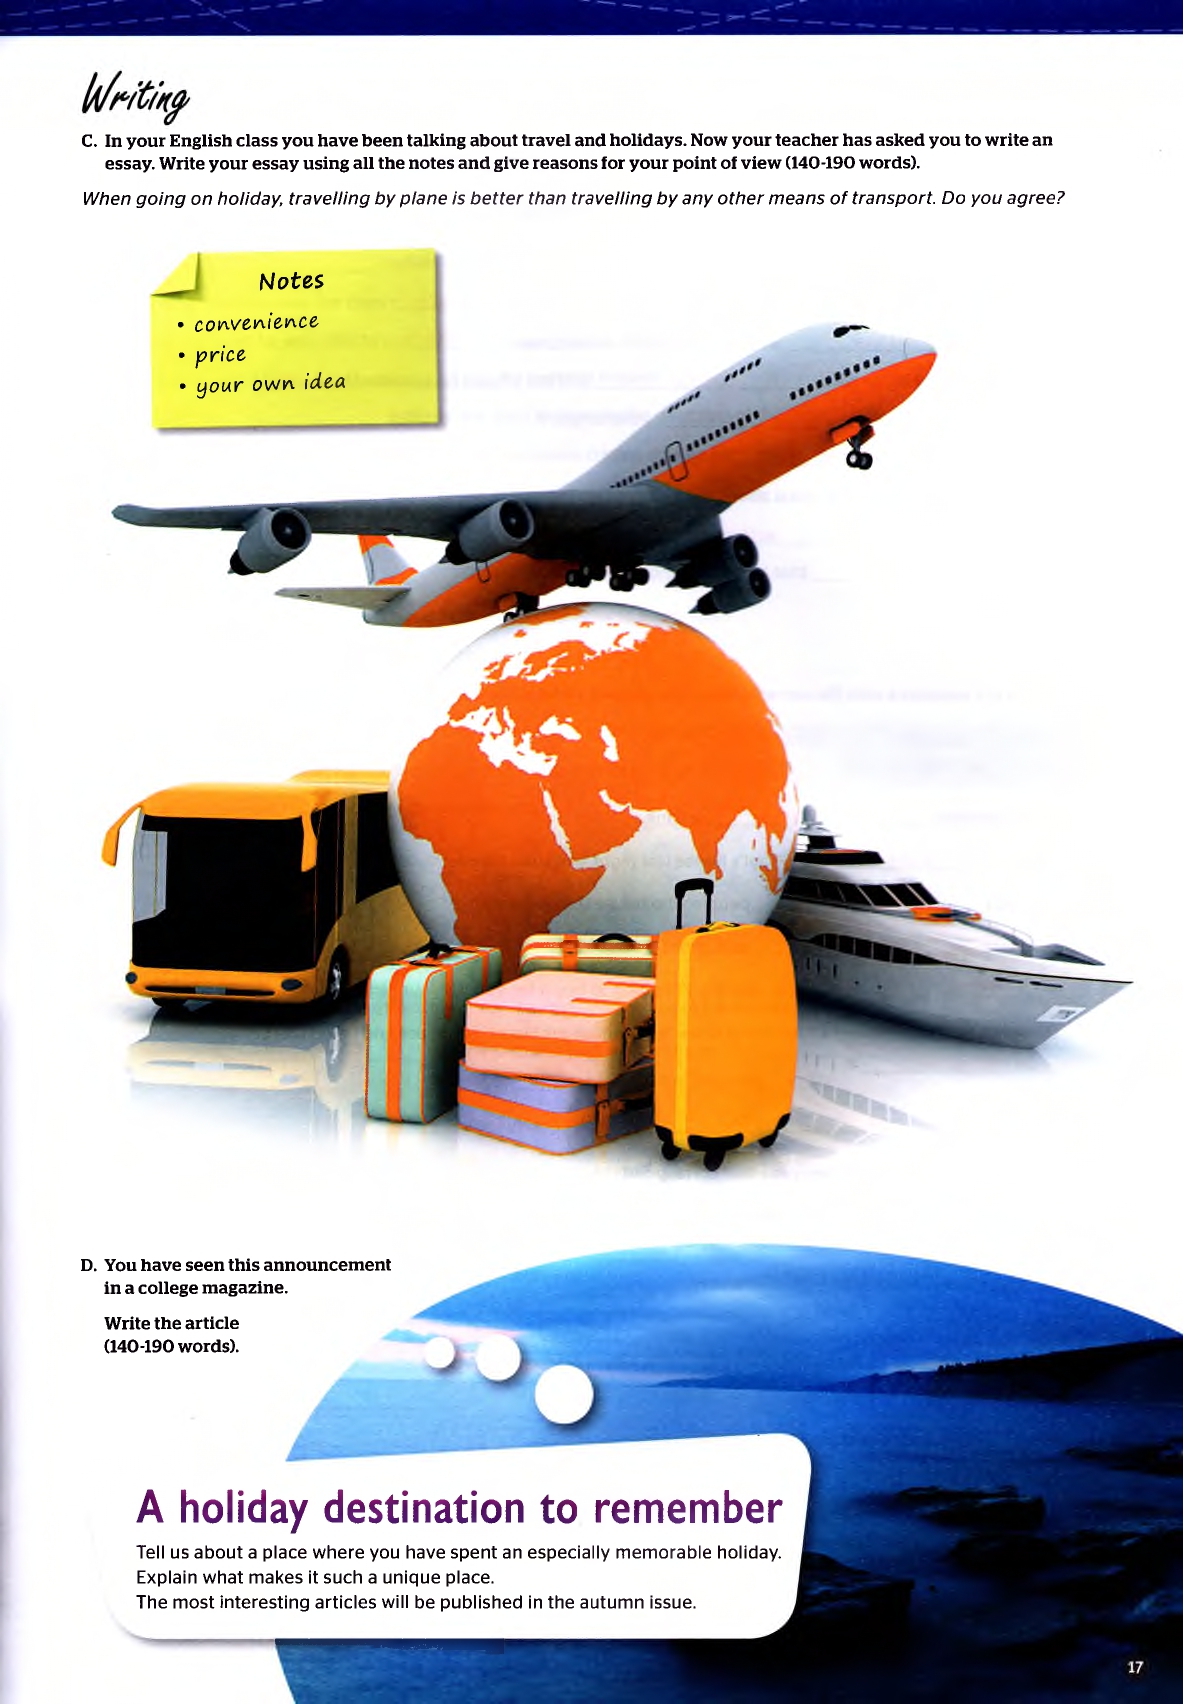 Writing
C. In your English class you have been talking about travel and holidays. Now your teacher has asked you to write an
essay. Write your essay using all the notes and give reasons for your point of view (140-190 words).
When going on holiday, travelling by plane is better than travelling by any other means of transport. Do you agree?
Notes
• convenience
• price
• your own idea
D. You have seen this announcement
in a college magazine.
Write the article
(140-190 words).
A holiday destination to remember
Tell us about a place where you have spent an especially memorable holiday.
Explain what makes it such a unique place.
The most interesting articles will be published in the autumn issue.
17